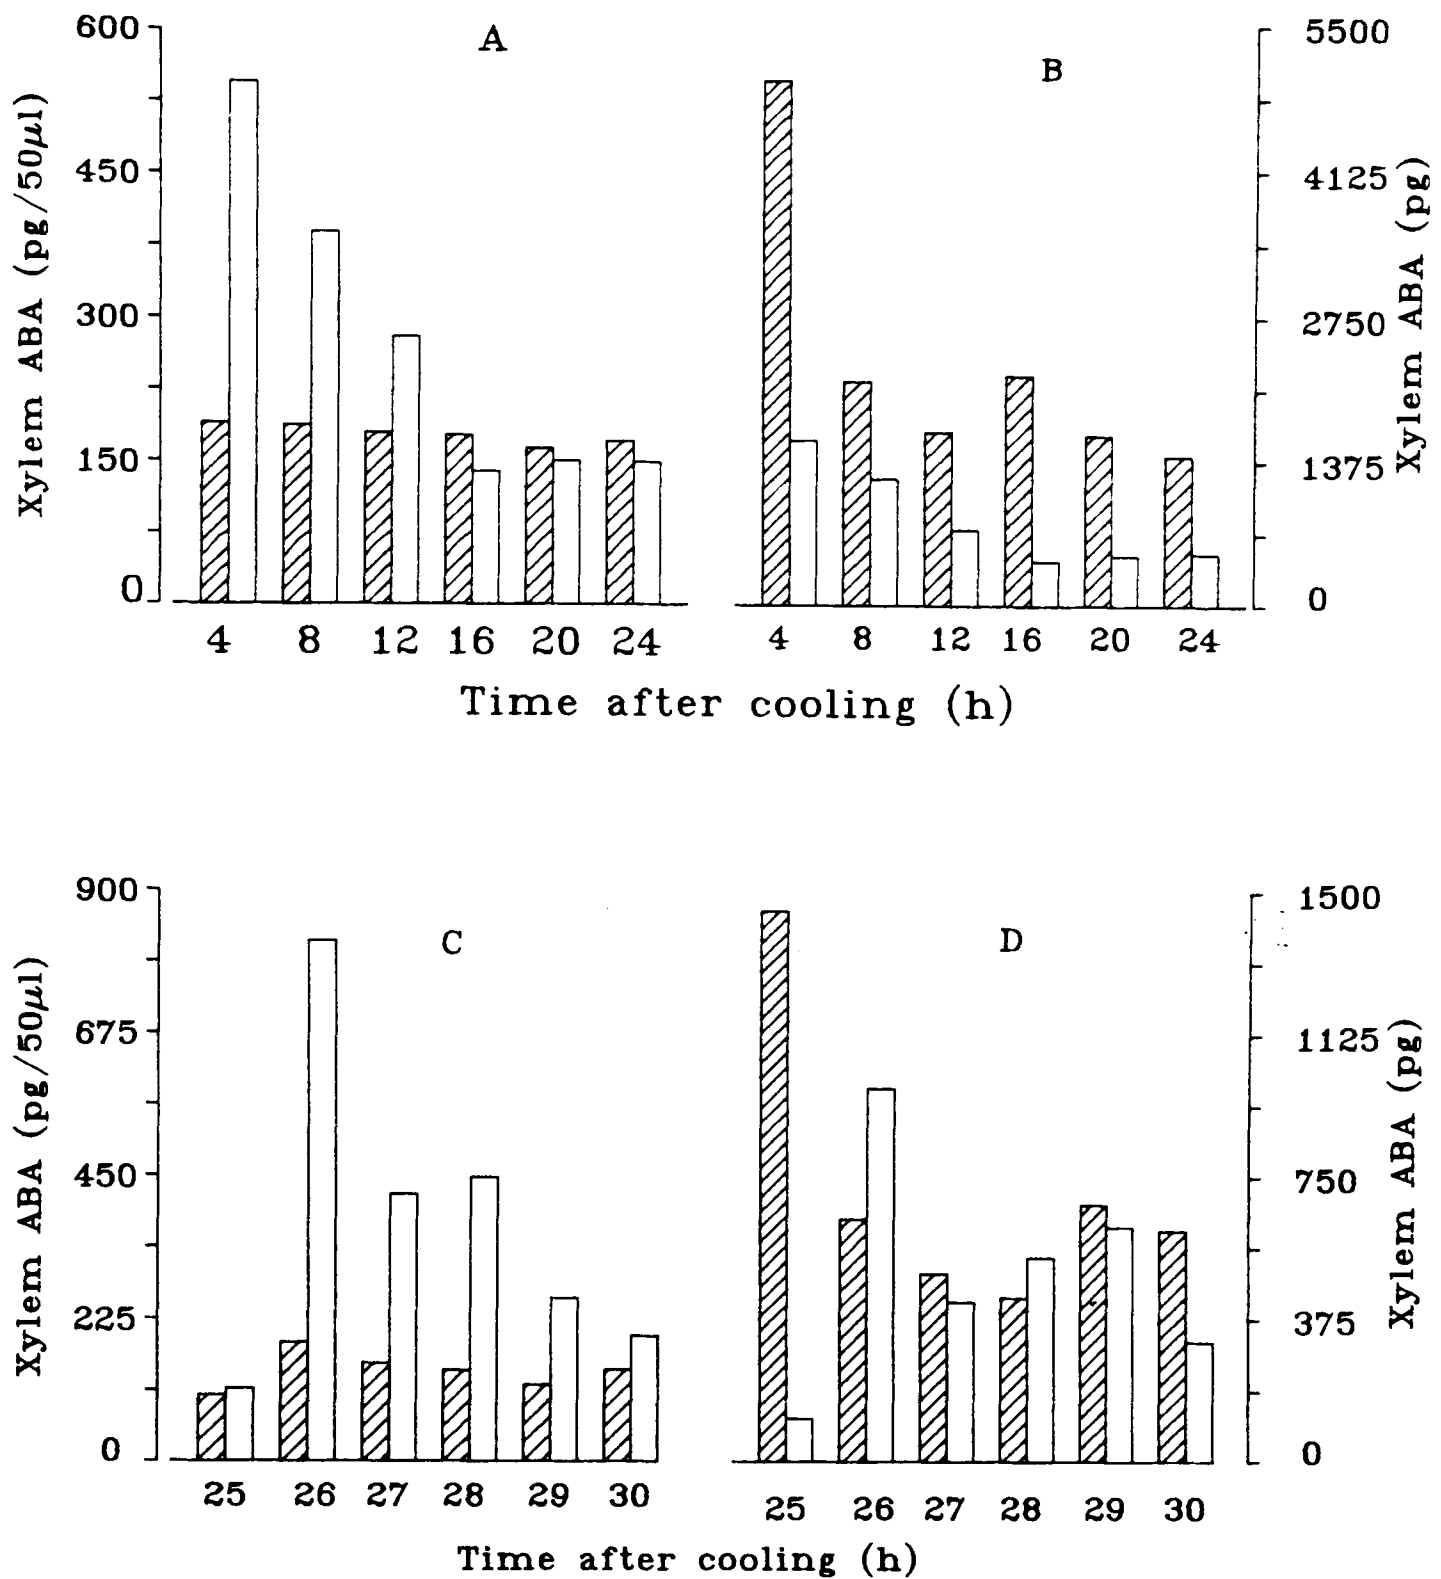 A
B
Xylem ABA (pg/50μl)
600
450
300
150
0
5500
4125
2750
1375
0
Xylem ABA (pg)
4 8 12 16 20 24
4 8 12 16 20 24
Time after cooling (h)
C
D
Xylem ABA (pg/50μl)
900
675
450
225
0
1500
1125
750
375
0
Xylem ABA (pg)
25 26 27 28 29 30
25 26 27 28 29 30
Time after cooling (h)